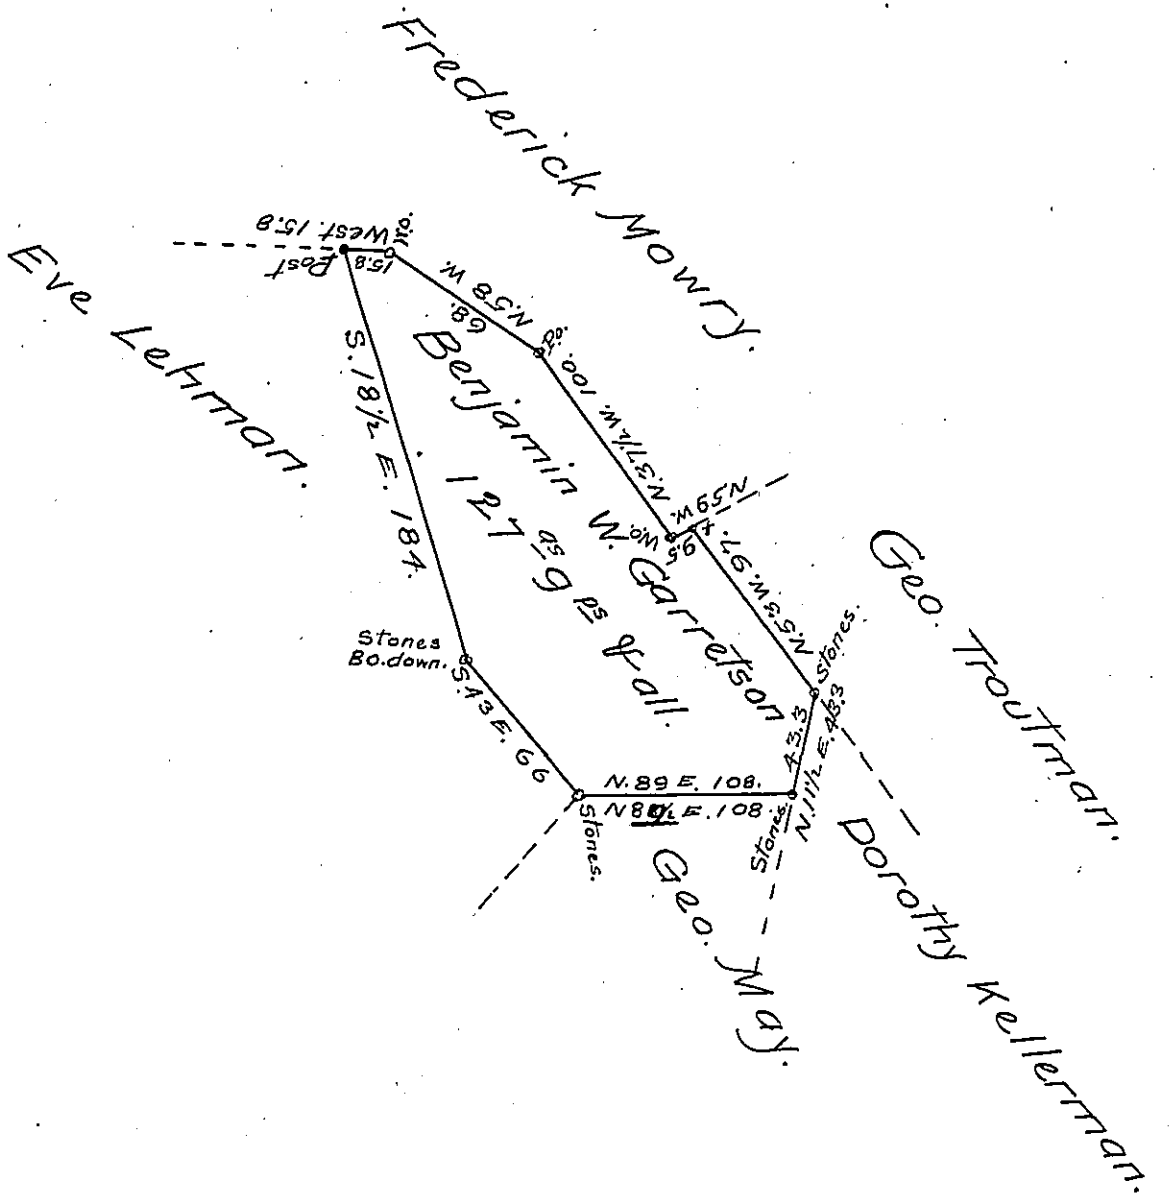 Frederick Mowry.
Eve Lehman.
West. 15.8
15.8
Post
N.58 W.
68.
N.37½ W. 100.
N.59 W.
9.5
W.O.
N.53 W. 97.
Stones.
43.3
N.11½ E. 43.3
Stones.
N.89 E. 108.
E. 108.
Stones.
S.43 E. 66
Stones
Bo.down.
S. 18½ E. 184.
Benjamin W. Garretson
127 as 9 ps & all.
Geo. Troutman.
Dorothy Kellerman.
Geo. May.